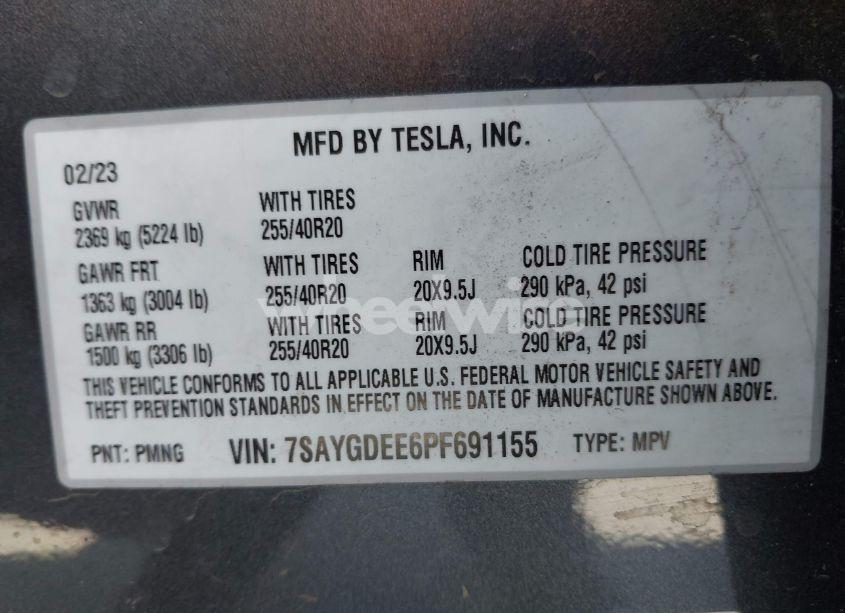 MFD BY TESLA, INC.
02/23
GVWR WITH TIRES
2369 kg (5224 lb) 255/40R20
GAWR FRT WITH TIRES RIM COLD TIRE PRESSURE
1363 kg (3004 lb) 255/40R20 20X9.5J 290 kPa, 42 psi
GAWR RR WITH TIRES RIM COLD TIRE PRESSURE
1500 kg (3306 lb) 255/40R20 20X9.5J 290 kPa, 42 psi
THIS VEHICLE CONFORMS TO ALL APPLICABLE U.S. FEDERAL MOTOR VEHICLE SAFETY AND
THEFT PREVENTION STANDARDS IN EFFECT ON THE DATE OF MANUFACTURE SHOWN ABOVE.
PNT: PMNG VIN: 7SAYGDEE6PF691155 TYPE: MPV
wheelwire